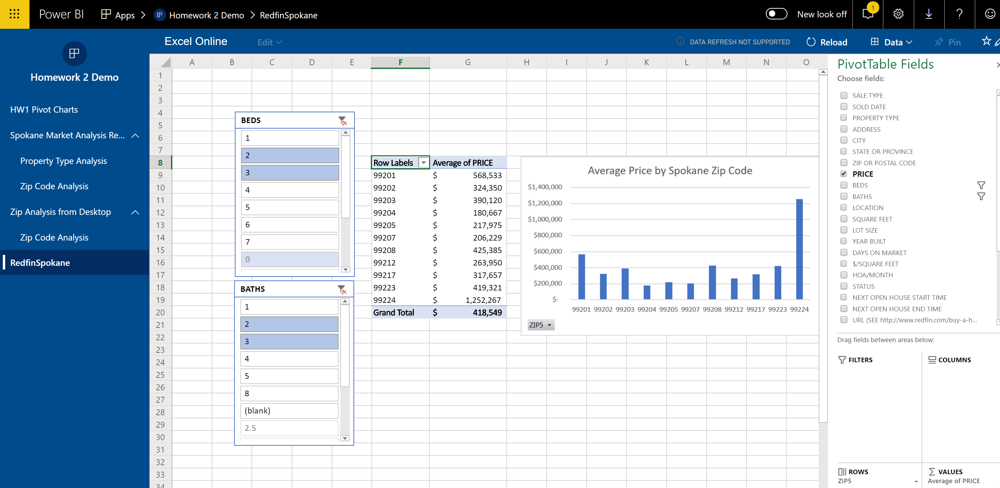 Power BI Apps > Homework 2 Demo > RedfinSpokane New look off 1 ?
Homework 2 Demo
HW1 Pivot Charts
Spokane Market Analysis Re...
Property Type Analysis
Zip Code Analysis
Zip Analysis from Desktop
Zip Code Analysis
RedfinSpokane
Excel Online Edit DATA REFRESH NOT SUPPORTED Reload Data Pin
A B C D E F G H I J K L M N O
1
2
3
4
5
6
7
8
9
10
11
12
13
14
15
16
17
18
19
20
21
22
23
24
25
26
27
28
29
30
31
32
33
34
BEDS
1
2
3
4
5
6
7
0
BATHS
1
2
3
4
5
8
(blank)
2.5
Row Labels Average of PRICE
99201 $ 568,533
99202 $ 324,350
99203 $ 390,120
99204 $ 180,667
99205 $ 217,975
99207 $ 206,229
99208 $ 425,385
99212 $ 263,950
99217 $ 317,657
99223 $ 419,321
99224 $ 1,252,267
Grand Total $ 418,549
Average Price by Spokane Zip Code
$1,400,000
$1,200,000
$1,000,000
$800,000
$600,000
$400,000
$200,000
$-
99201 99202 99203 99204 99205 99207 99208 99212 99217 99223 99224
ZIP5
PivotTable Fields
Choose fields:
SALE TYPE
SOLD DATE
PROPERTY TYPE
ADDRESS
CITY
STATE OR PROVINCE
ZIP OR POSTAL CODE
PRICE
BEDS
BATHS
LOCATION
SQUARE FEET
LOT SIZE
YEAR BUILT
DAYS ON MARKET
$/SQUARE FEET
HOA/MONTH
STATUS
NEXT OPEN HOUSE START TIME
NEXT OPEN HOUSE END TIME
URL (SEE http://www.redfin.com/buy-a-h...
Drag fields between areas below:
FILTERS
COLUMNS
ROWS
ZIP5
VALUES
Average of PRICE